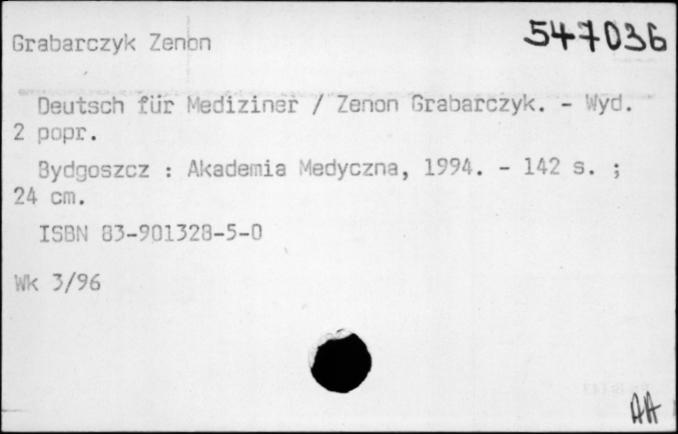 Grabarczyk Zenon 547036
Deutsch für Mediziner / Zenon Grabarczyk. - Wyd.
2 popr.
Bydgoszcz : Akademia Medyczna, 1994. - 142 s. ;
24 cm.
ISBN 83-901328-5-0
Wk 3/96
AA